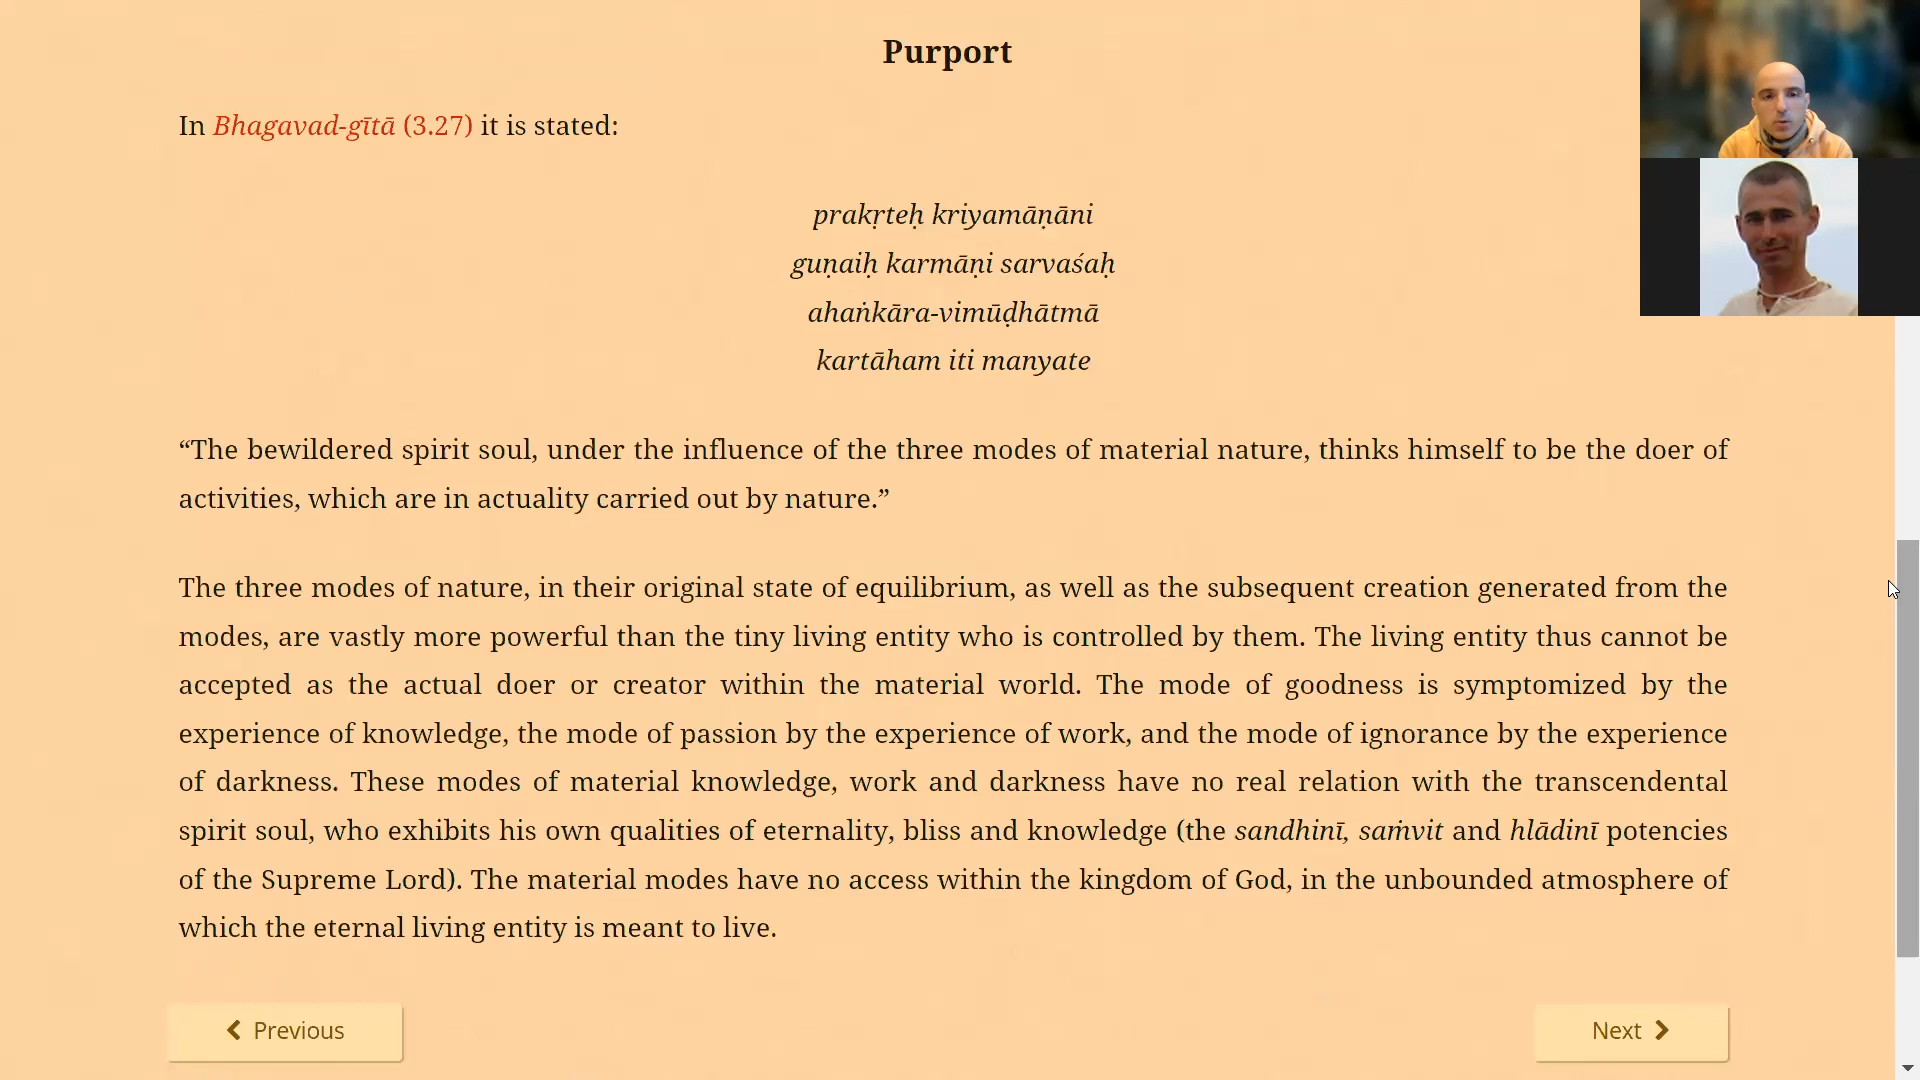 Purport
In Bhagavad-gītā (3.27) it is stated:
prakṛteḥ kriyamāṇāni
guṇaiḥ karmāṇi sarvaśaḥ
ahaṅkāra-vimūḍhātmā
kartāham iti manyate
“The bewildered spirit soul, under the influence of the three modes of material nature, thinks himself to be the doer of
activities, which are in actuality carried out by nature.”
The three modes of nature, in their original state of equilibrium, as well as the subsequent creation generated from the
modes, are vastly more powerful than the tiny living entity who is controlled by them. The living entity thus cannot be
accepted as the actual doer or creator within the material world. The mode of goodness is symptomized by the
experience of knowledge, the mode of passion by the experience of work, and the mode of ignorance by the experience
of darkness. These modes of material knowledge, work and darkness have no real relation with the transcendental
spirit soul, who exhibits his own qualities of eternality, bliss and knowledge (the sandhinī, saṁvit and hlādinī potencies
of the Supreme Lord). The material modes have no access within the kingdom of God, in the unbounded atmosphere of
which the eternal living entity is meant to live.
Previous
Next